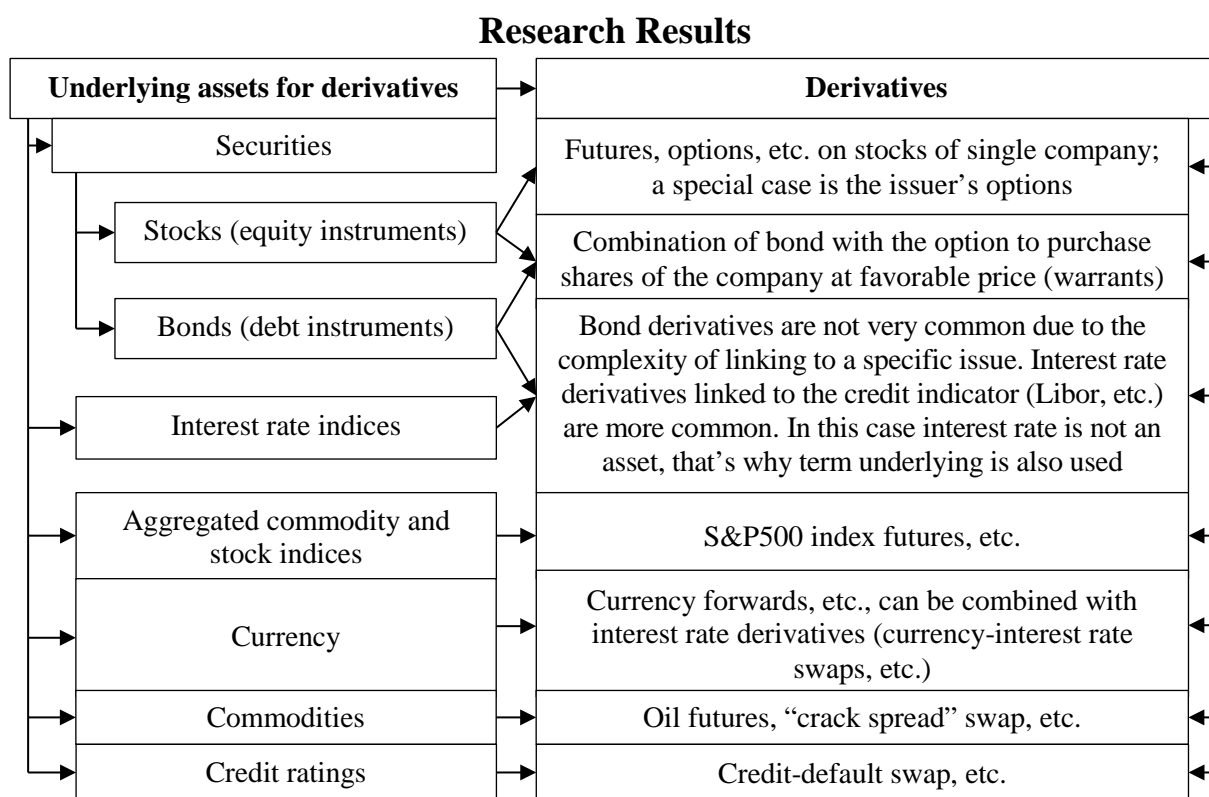 Research Results
Underlying assets for derivatives
Derivatives
Securities
Futures, options, etc. on stocks of single company;
a special case is the issuer’s options
Stocks (equity instruments)
Combination of bond with the option to purchase
shares of the company at favorable price (warrants)
Bonds (debt instruments)
Bond derivatives are not very common due to the
complexity of linking to a specific issue. Interest rate
derivatives linked to the credit indicator (Libor, etc.)
are more common. In this case interest rate is not an
asset, that’s why term underlying is also used
Interest rate indices
Aggregated commodity and
stock indices
S&P500 index futures, etc.
Currency
Currency forwards, etc., can be combined with
interest rate derivatives (currency-interest rate
swaps, etc.)
Commodities
Oil futures, “crack spread” swap, etc.
Credit ratings
Credit-default swap, etc.